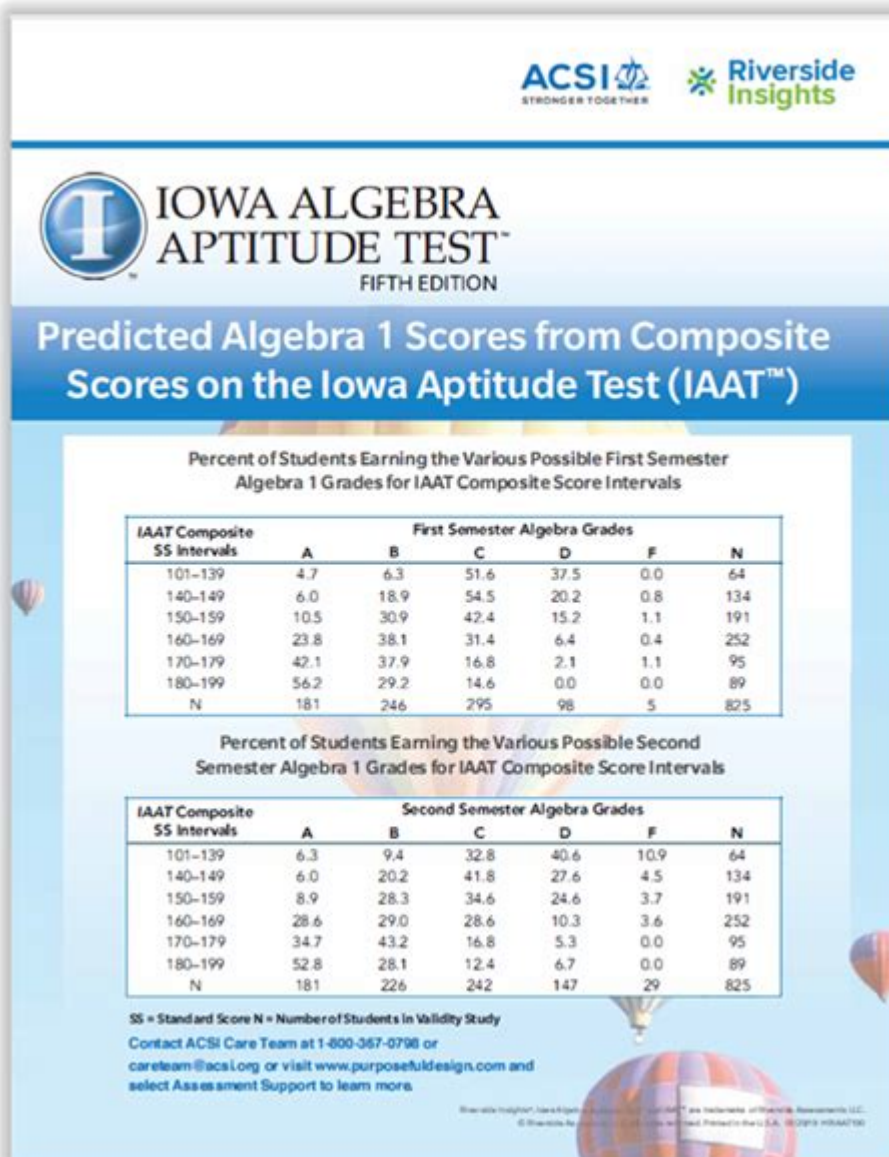 ACSI
STRONGER TOGETHER
Riverside
Insights
I
IOWA ALGEBRA
APTITUDE TEST™
FIFTH EDITION
Predicted Algebra 1 Scores from Composite
Scores on the Iowa Aptitude Test (IAAT™)
Percent of Students Earning the Various Possible First Semester
Algebra 1 Grades for IAAT Composite Score Intervals
IAAT Composite First Semester Algebra Grades
SS Intervals A B C D F N
101–139 4.7 6.3 51.6 37.5 0.0 64
140–149 6.0 18.9 54.5 20.2 0.8 134
150–159 10.5 30.9 42.4 15.2 1.1 191
160–169 23.8 38.1 31.4 6.4 0.4 252
170–179 42.1 37.9 16.8 2.1 1.1 95
180–199 56.2 29.2 14.6 0.0 0.0 89
N 181 246 295 98 5 825
Percent of Students Earning the Various Possible Second
Semester Algebra 1 Grades for IAAT Composite Score Intervals
IAAT Composite Second Semester Algebra Grades
SS Intervals A B C D F N
101–139 6.3 9.4 32.8 40.6 10.9 64
140–149 6.0 20.2 41.8 27.6 4.5 134
150–159 8.9 28.3 34.6 24.6 3.7 191
160–169 28.6 29.0 28.6 10.3 3.6 252
170–179 34.7 43.2 16.8 5.3 0.0 95
180–199 52.8 28.1 12.4 6.7 0.0 89
N 181 226 242 147 29 825
SS = Standard Score N = Number of Students in Validity Study
Contact ACSI Care Team at 1-800-367-0798 or
careteam@acsi.org or visit www.purposefuldesign.com and
select Assessment Support to learn more.